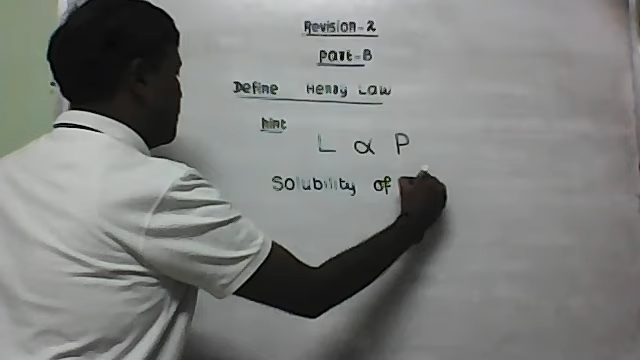 Revision-2
Part-B
Define Henry Law
hint
L ∝ P
Solubility of